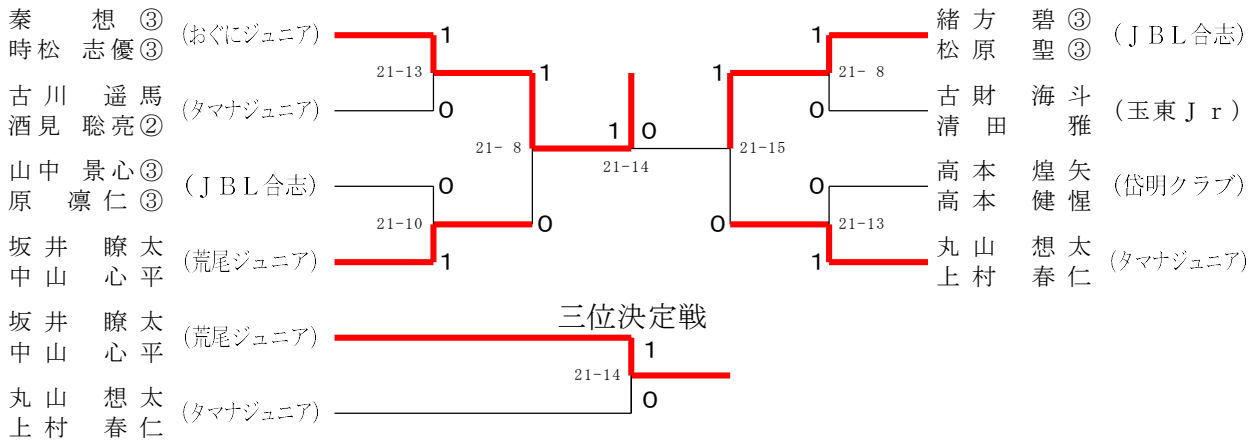 秦 想 ③
時松 志優③
(おぐにジュニア)
1
21-13
0
古川 遥馬
酒見 聡亮②
(タマナジュニア)
1
21- 8
0
山中 景心③
原 凛仁③
(ＪＢＬ合志)
0
21-10
1
坂井 瞭太
中山 心平
(荒尾ジュニア)
1 0
21-14
緒方 碧③
松原 聖③
(ＪＢＬ合志)
1
21- 8
0
古財 海斗
清田 雅
(玉東Ｊｒ)
1
21-15
0
高本 煌矢
高本 健惺
(岱明クラブ)
0
21-13
1
丸山 想太
上村 春仁
(タマナジュニア)
三位決定戦
坂井 瞭太
中山 心平
(荒尾ジュニア)
1
21-14
0
丸山 想太
上村 春仁
(タマナジュニア)